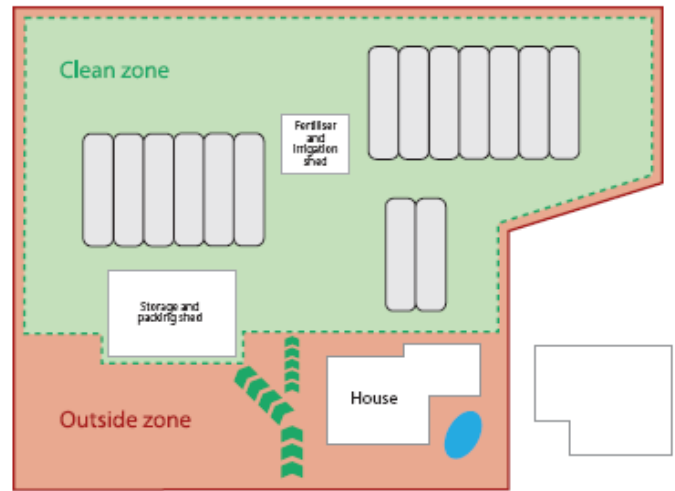 Clean zone
Fertiliser
and
irrigation
shed
Storage and
packing shed
House
Outside zone